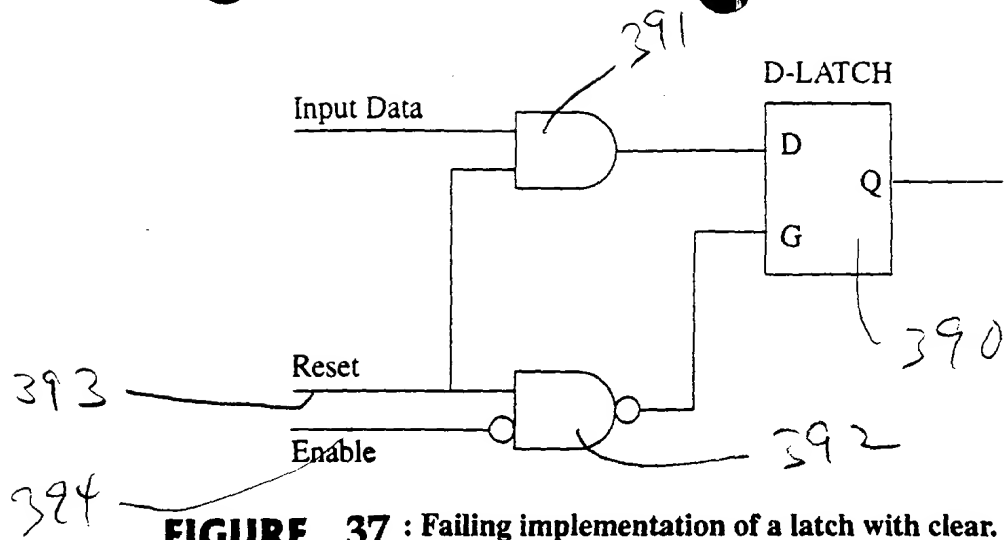 391
D-LATCH
Input Data
D
Q
G
390
Reset
393
Enable
392
394
FIGURE 37 : Failing implementation of a latch with clear.